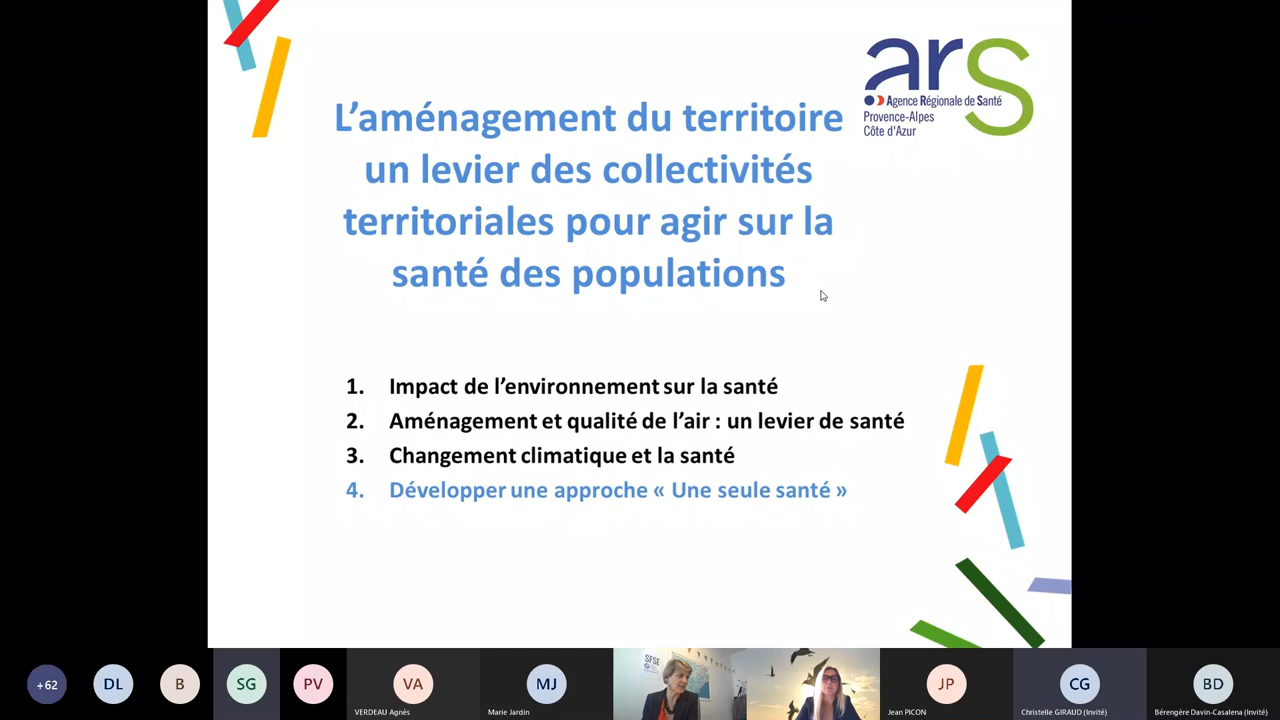 L'aménagement du territoire
un levier des collectivités
territoriales pour agir sur la
santé des populations
ars
Agence Régionale de Santé
Provence-Alpes
Côte d'Azur
1. Impact de l'environnement sur la santé
2. Aménagement et qualité de l'air : un levier de santé
3. Changement climatique et la santé
4. Développer une approche « Une seule santé »
+62
DL
B
SG
PV
VA
VERDEAU Agnès
MJ
Marie Jardin
SFSE
JP
Jean PICON
CG
Christelle GIRAUD (Invité)
BD
Bérengère Davin-Casalena (Invité)